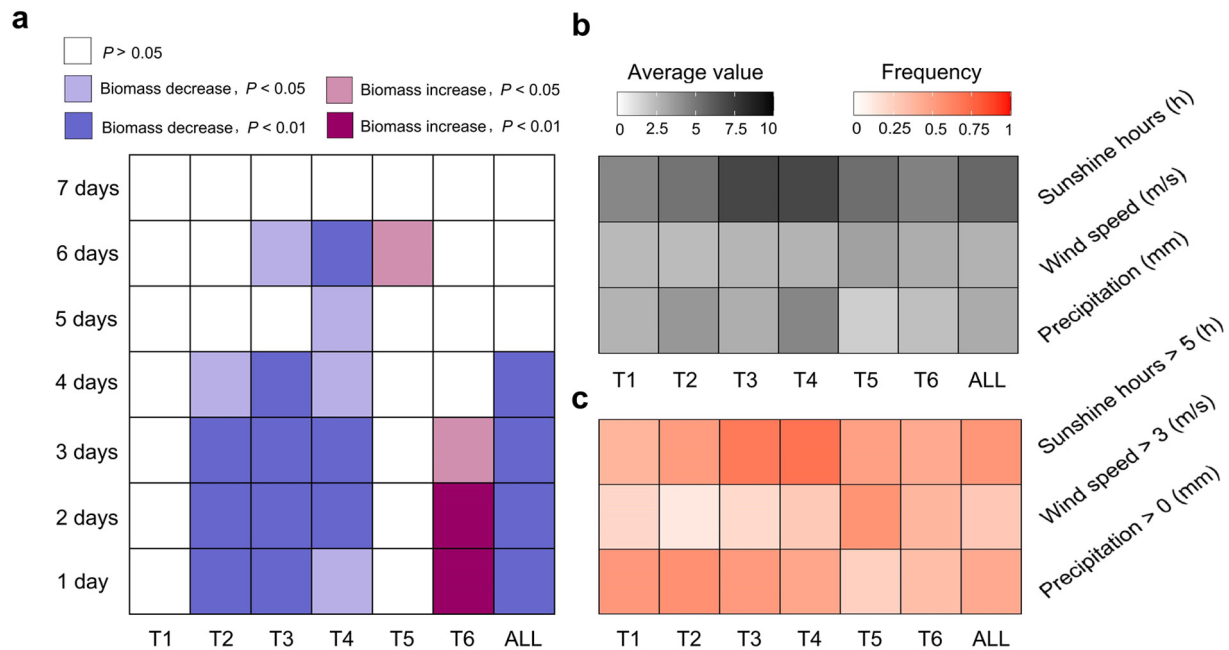 a
P > 0.05
Biomass decrease, P < 0.05
Biomass increase, P < 0.05
Biomass decrease, P < 0.01
Biomass increase, P < 0.01
7 days
6 days
5 days
4 days
3 days
2 days
1 day
T1 T2 T3 T4 T5 T6 ALL
b
Average value
0 2.5 7.5 10
Frequency
0 0.25 0.5 0.75 1
Sunshine hours (h)
Wind speed (m/s)
Precipitation (mm)
T1 T2 T3 T4 T5 T6 ALL
c
Sunshine hours > 5 (h)
Wind speed > 3 (m/s)
Precipitation > 0 (mm)
T1 T2 T3 T4 T5 T6 ALL